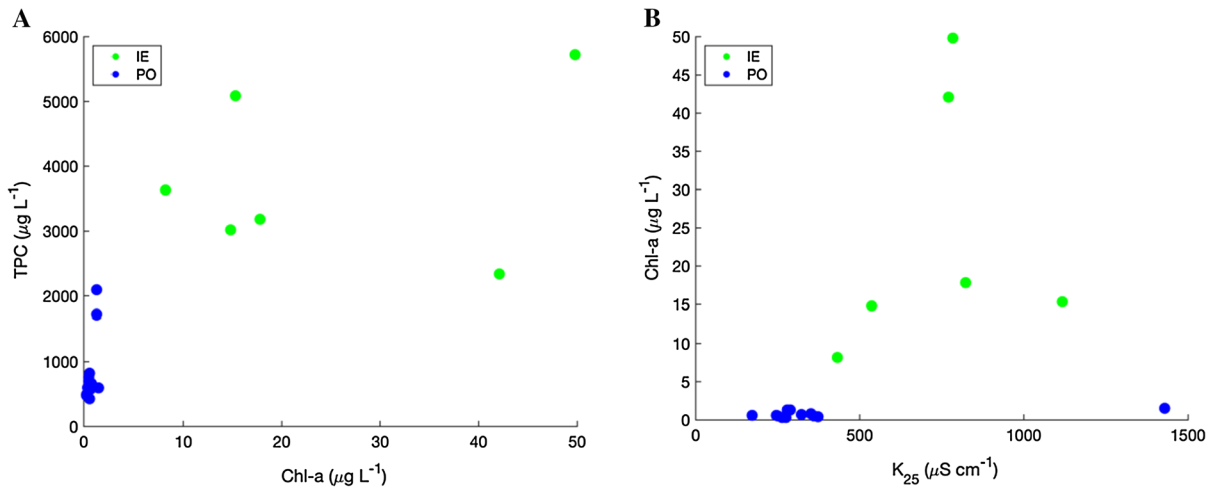 A
6000
5000
4000
3000
2000
1000
0
TPC (μg L⁻¹)
IE
PO
0 10 20 30 40 50
Chl-a (μg L⁻¹)
B
50
45
40
35
30
25
20
15
10
5
0
Chl-a (μg L⁻¹)
IE
PO
0 500 1000 1500
K₂₅ (μS cm⁻¹)